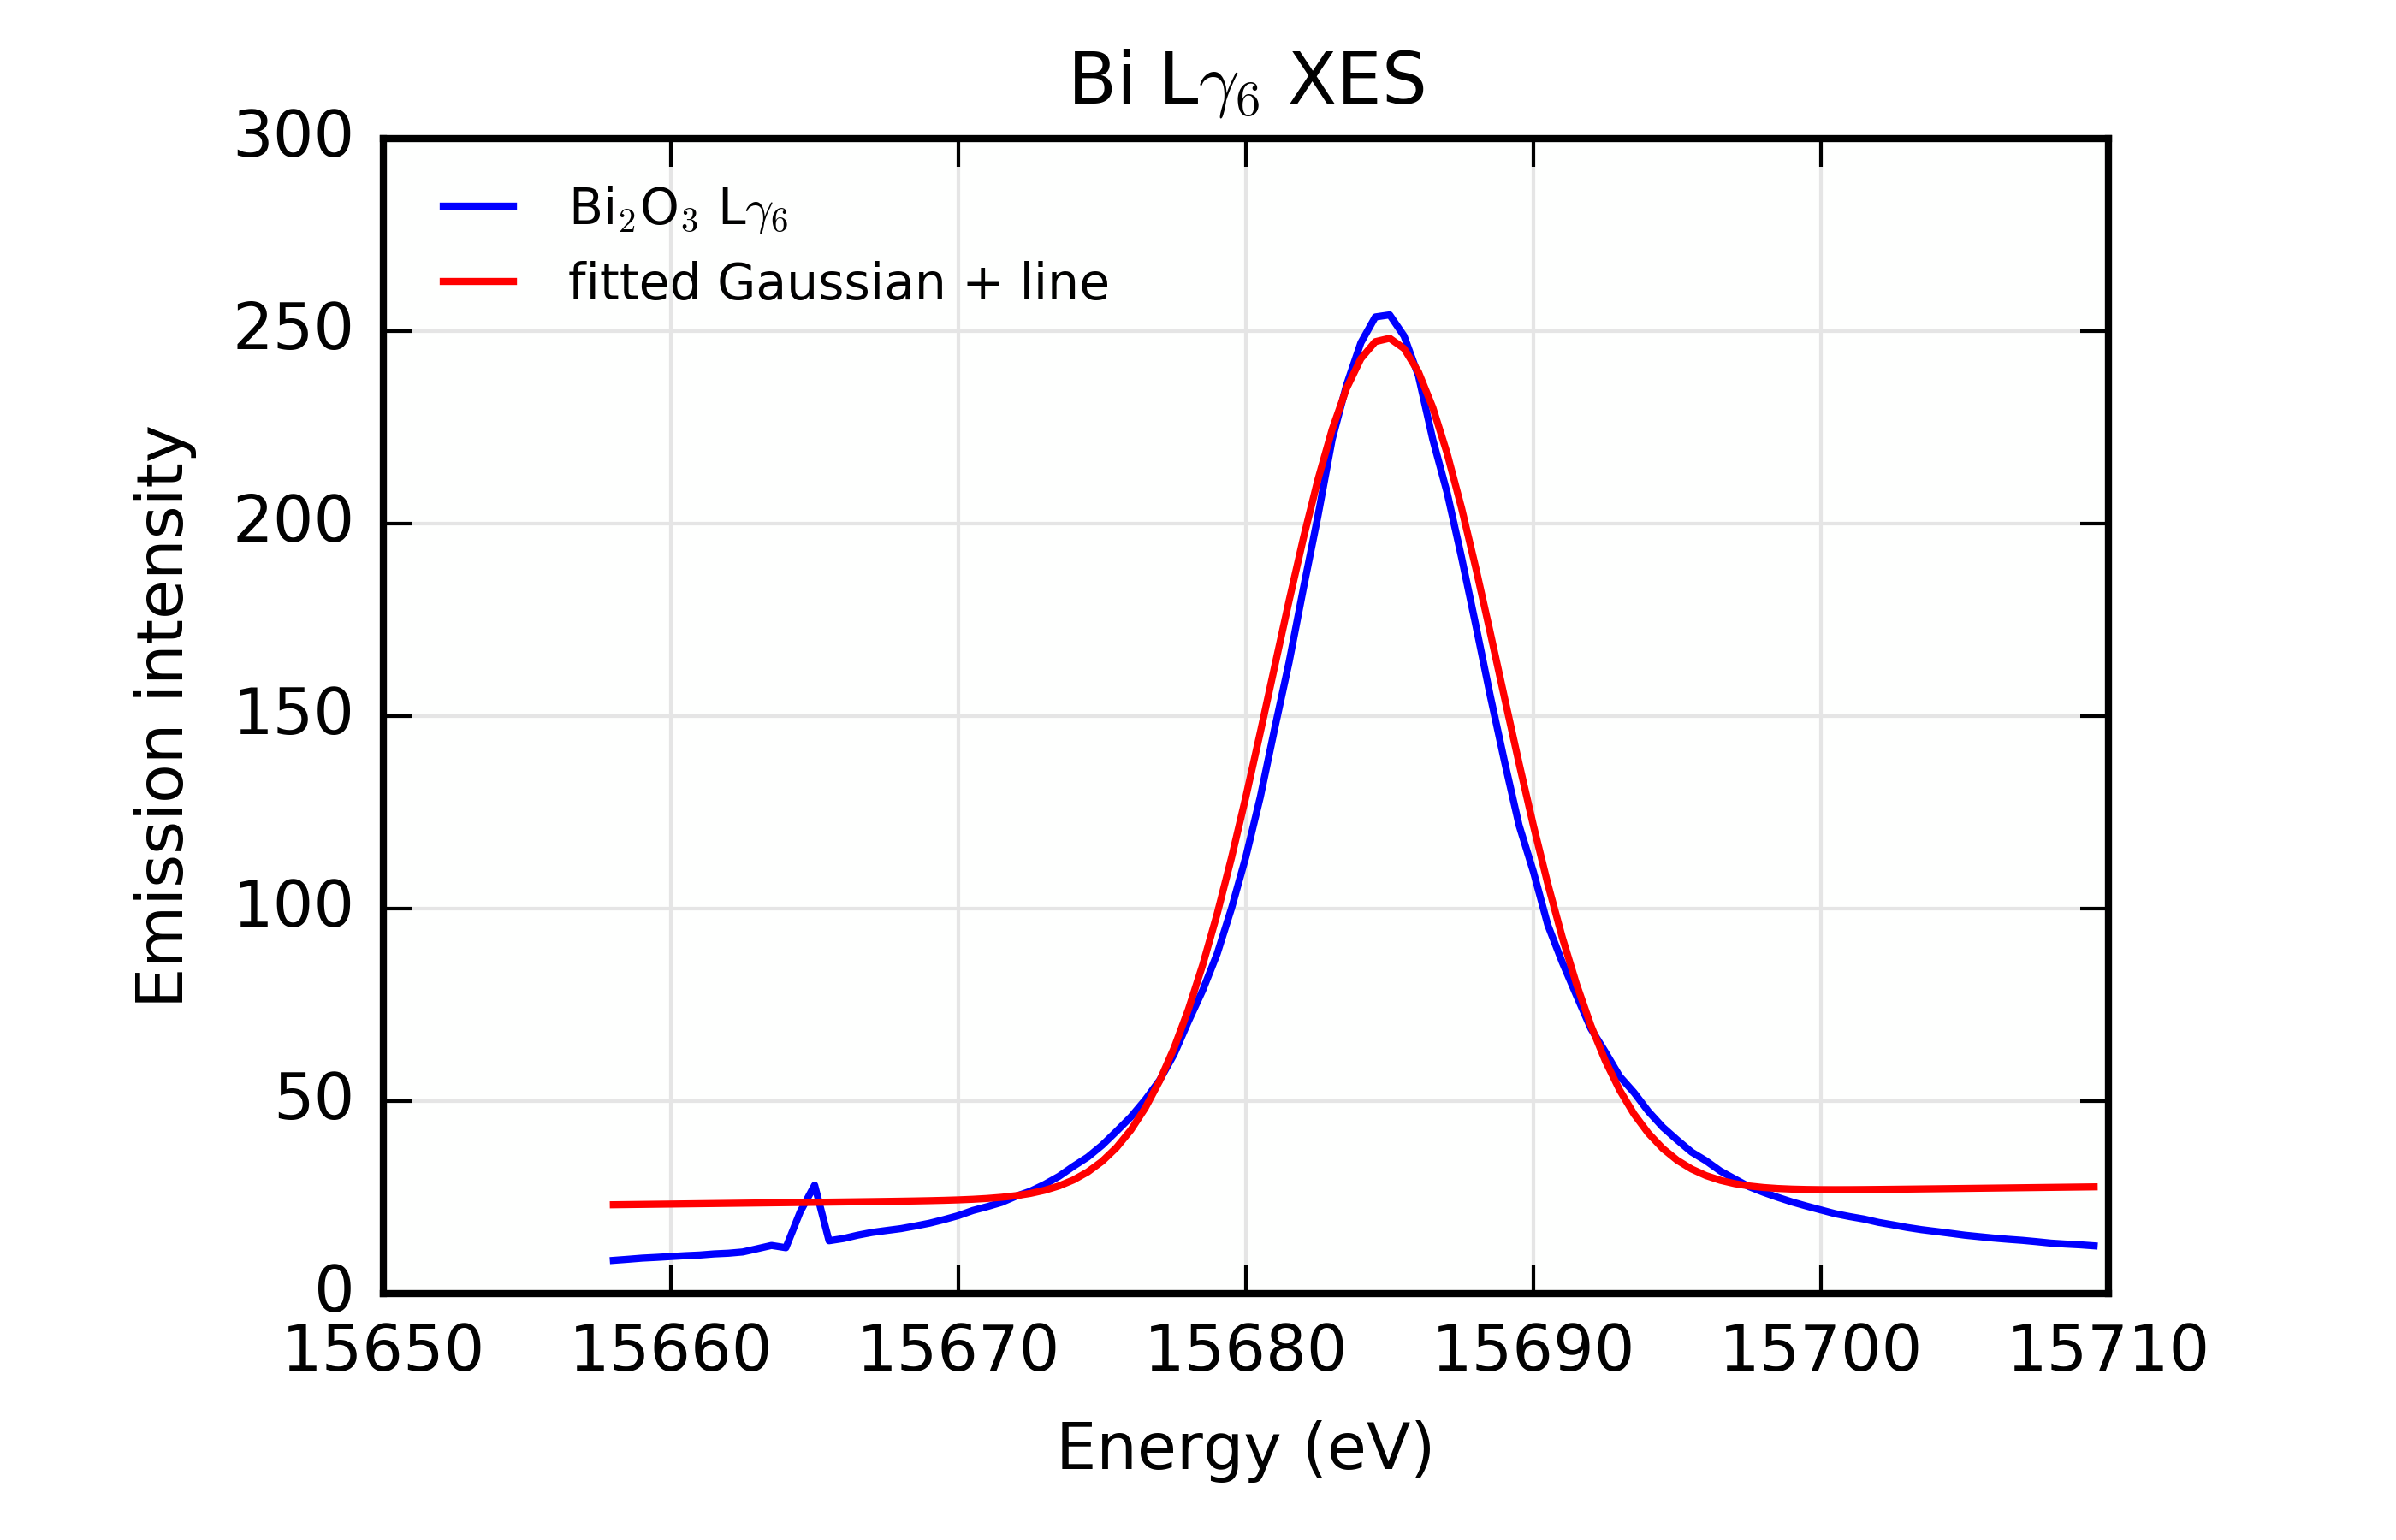 Bi Lγ₆ XES
300
250
200
150
100
50
0
Emission intensity
Bi₂O₃ Lγ₆
fitted Gaussian + line
15650 15660 15670 15680 15690 15700 15710
Energy (eV)